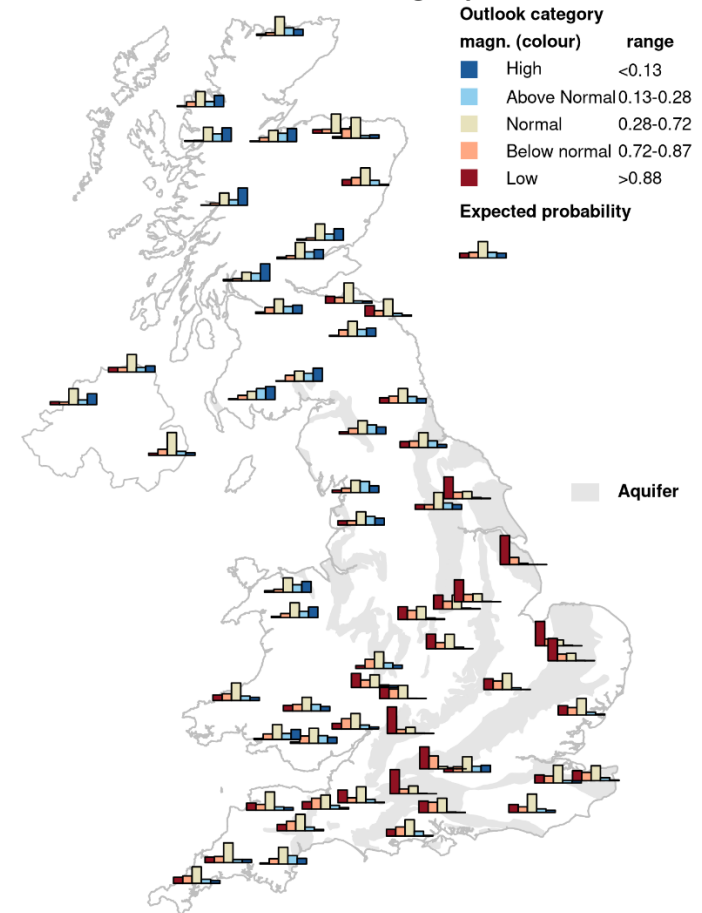 Outlook category
magn. (colour) range
High <0.13
Above Normal 0.13-0.28
Normal 0.28-0.72
Below normal 0.72-0.87
Low >0.88
Expected probability
Aquifer